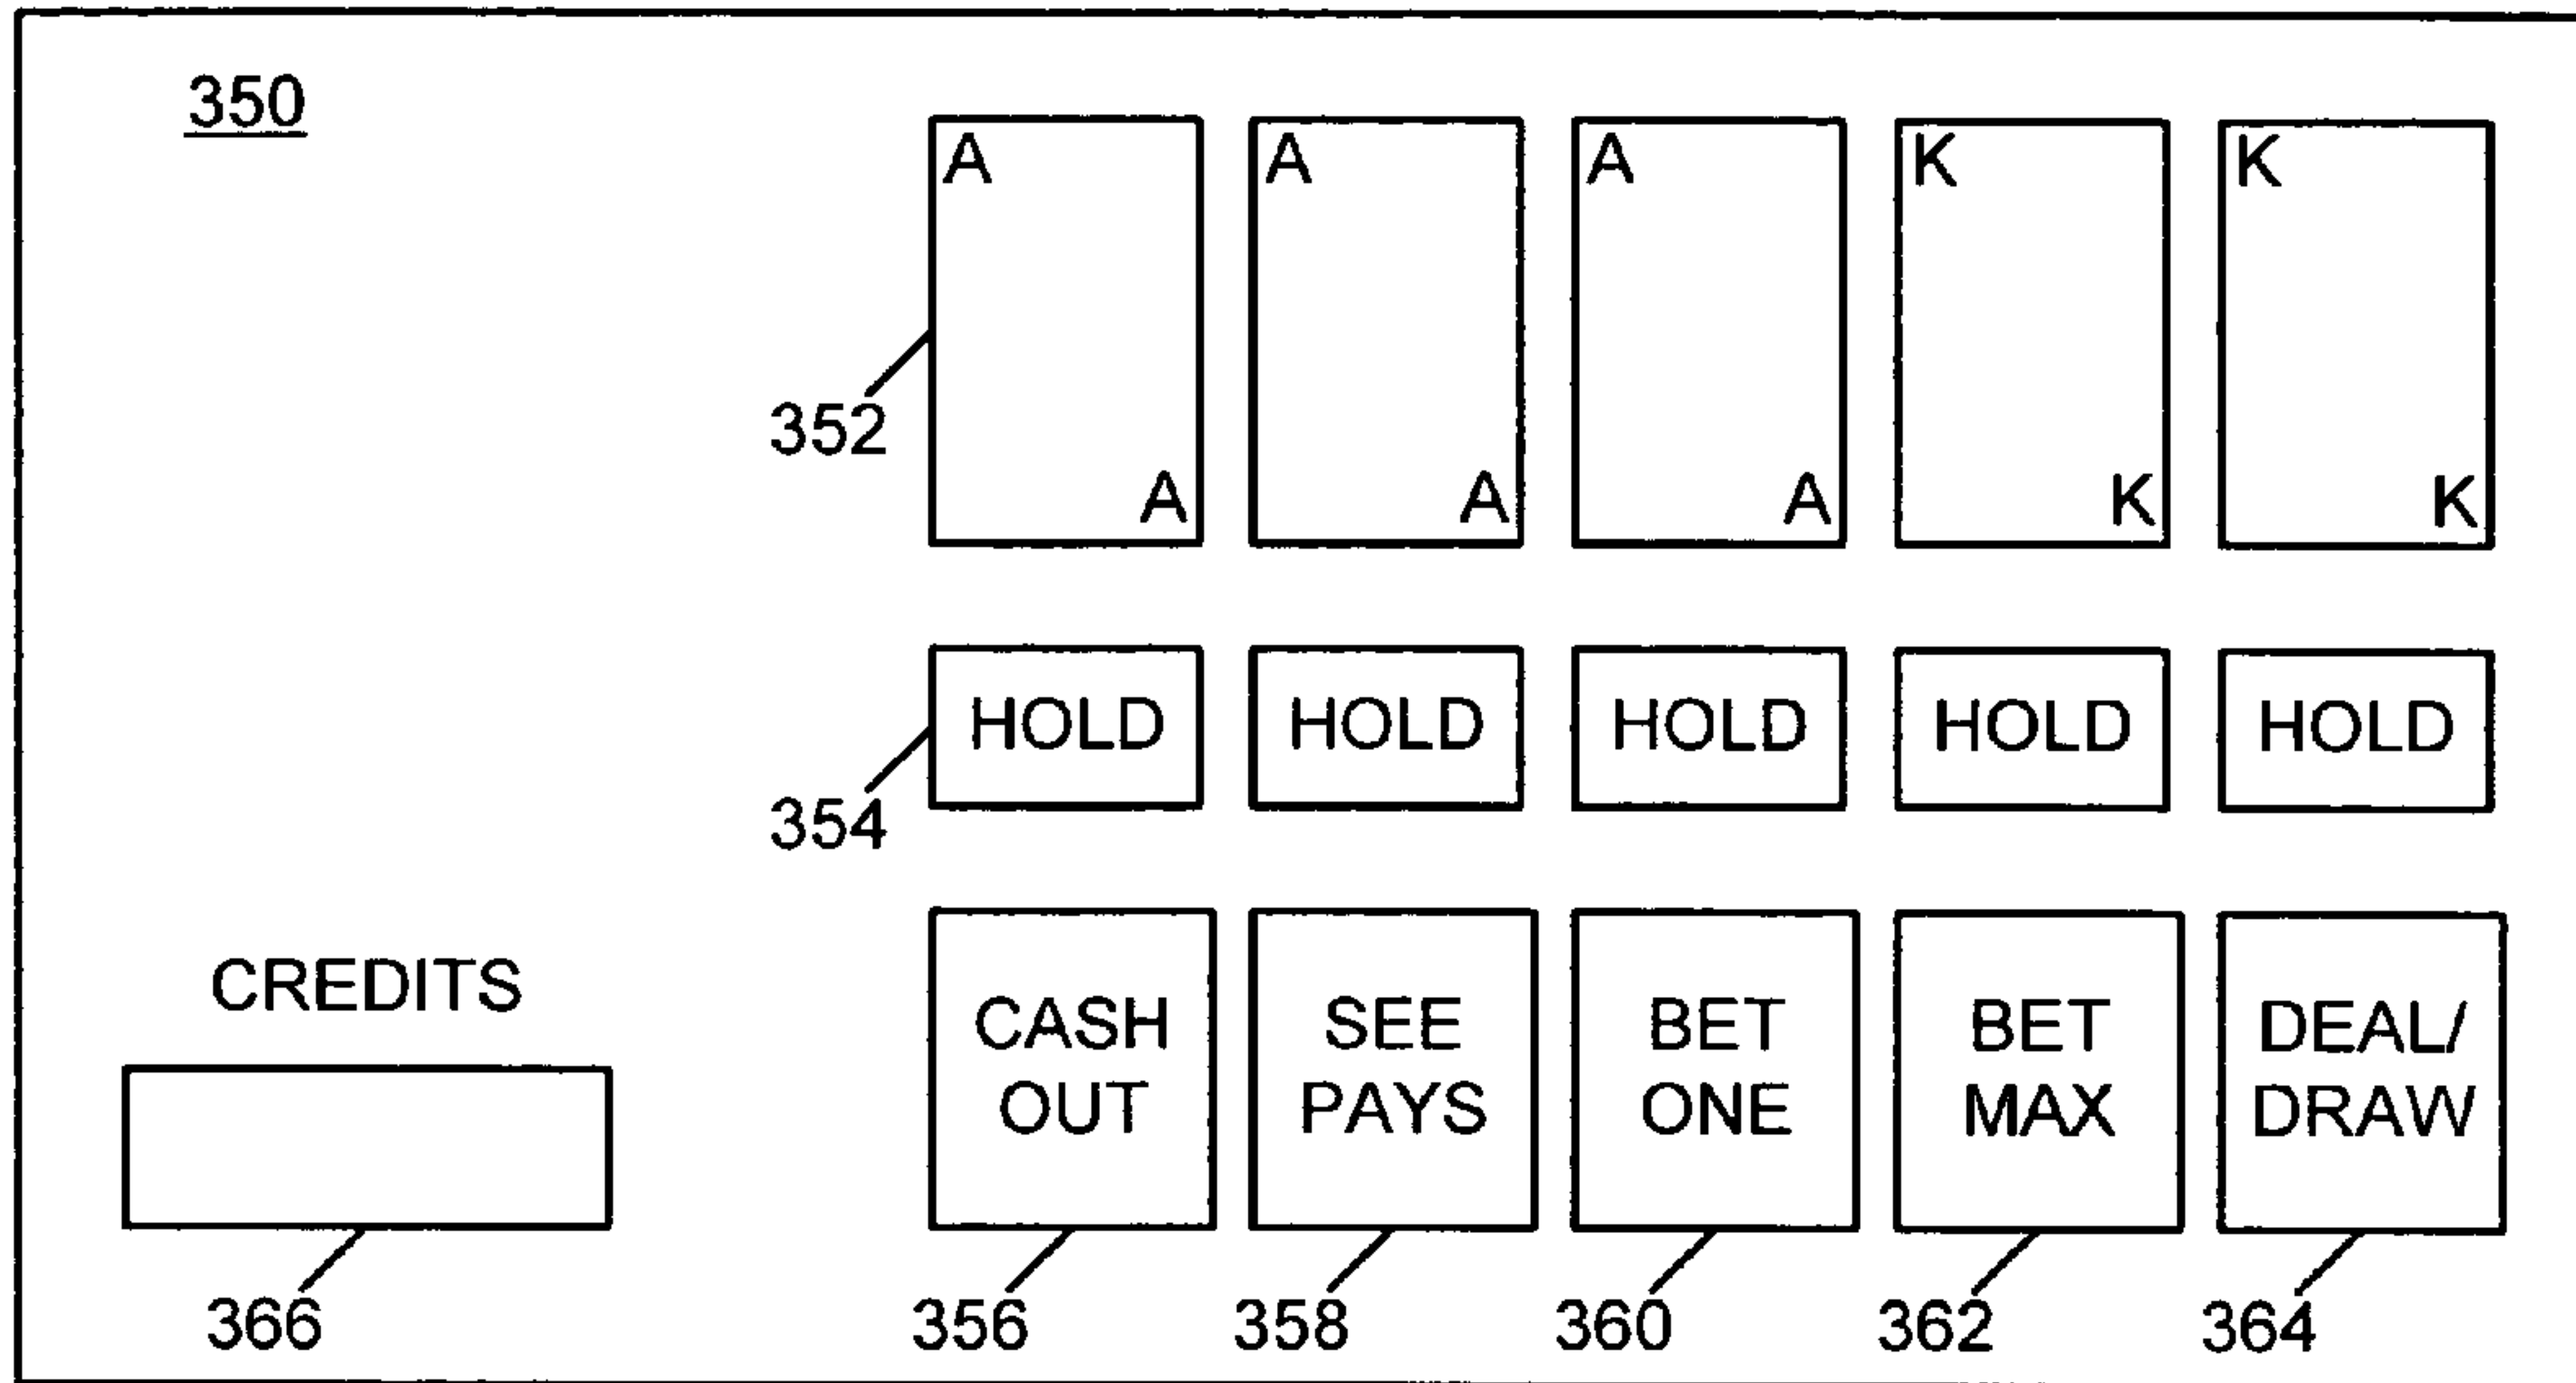 350
A A A K K
352
A A A K K
HOLD HOLD HOLD HOLD HOLD
354
CREDITS
CASH OUT
SEE PAYS
BET ONE
BET MAX
DEAL/ DRAW
366 356 358 360 362 364